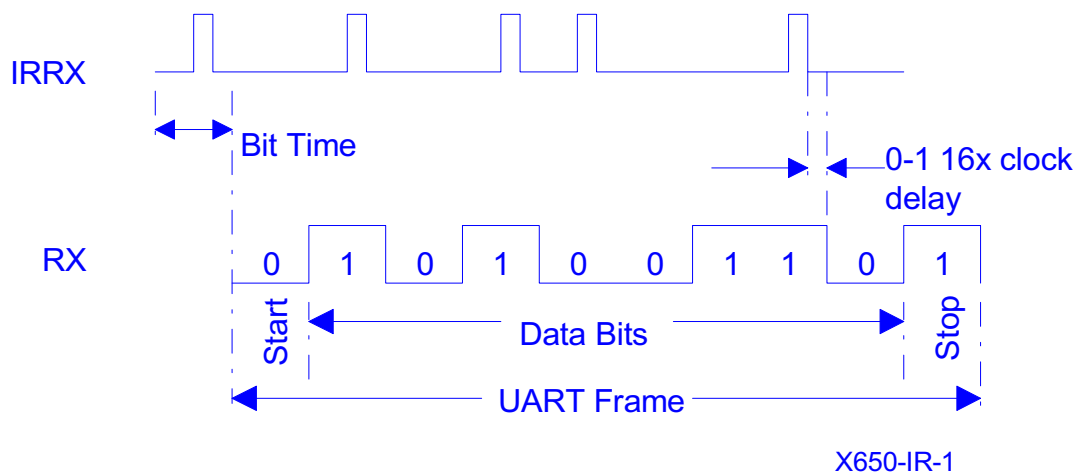 IRRX
Bit Time
0-1 16x clock
delay
RX
0 1 0 1 0 0 1 1 0 1
Start
Data Bits
Stop
UART Frame
X650-IR-1